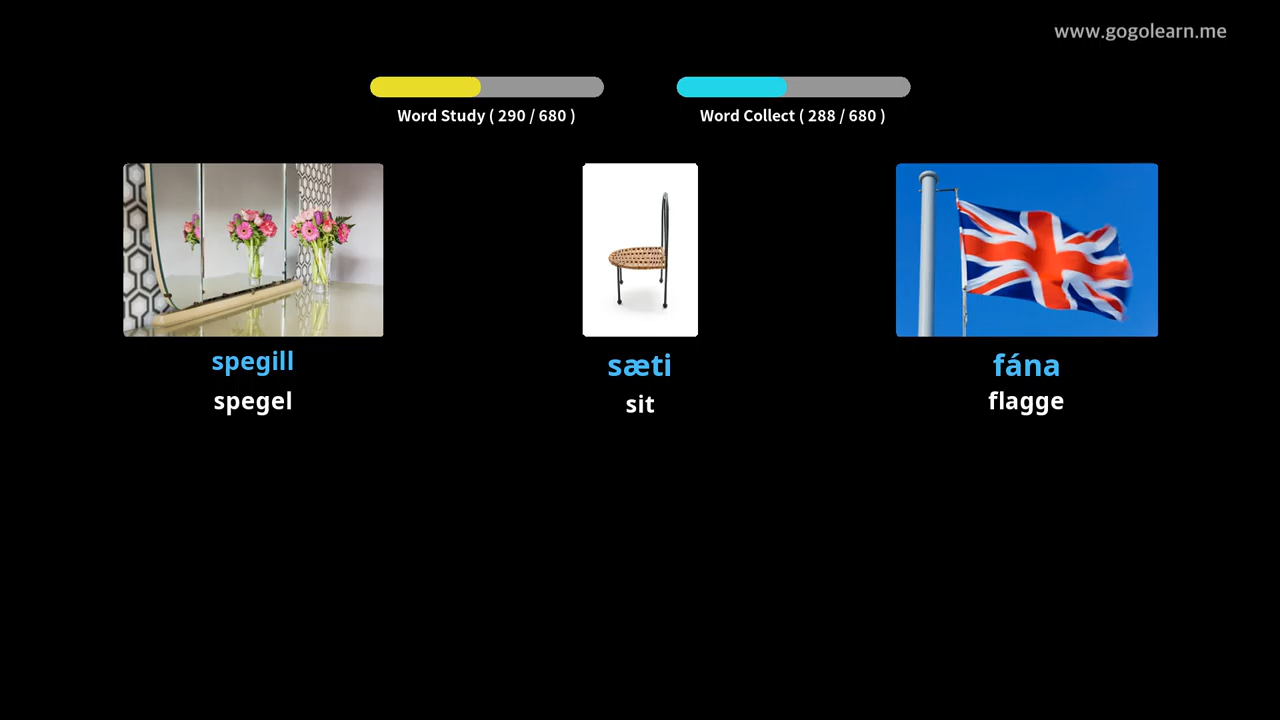 www.gogolearn.me
Word Study ( 290 / 680 )
Word Collect ( 288 / 680 )
spegill
spegel
sæti
sit
fána
flagge